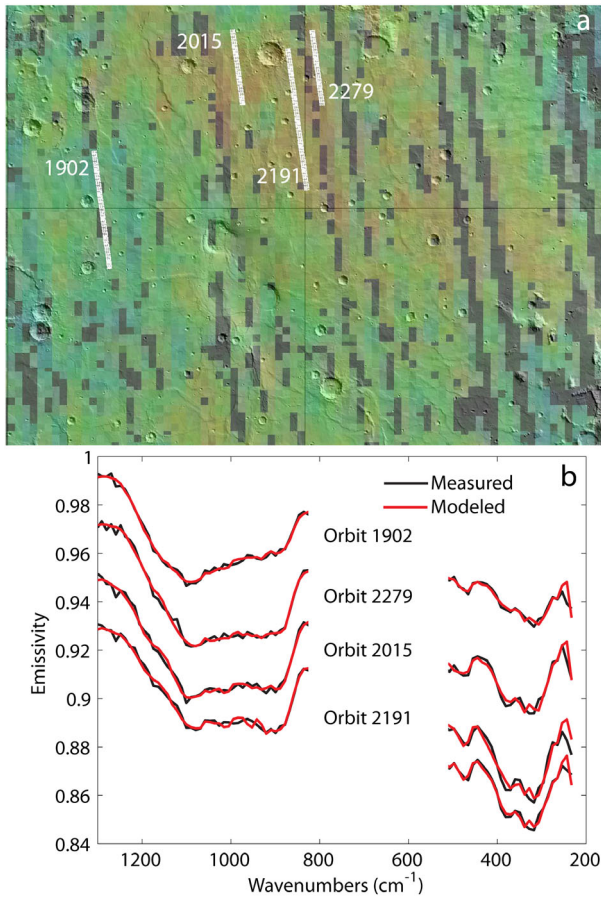 a
2015
2279
1902
2191
b
1
0.98
0.96
0.94
0.92
0.9
0.88
0.86
0.84
Emissivity
Measured
Modeled
Orbit 1902
Orbit 2279
Orbit 2015
Orbit 2191
1200 1000 800 600 400 200
Wavenumbers (cm⁻¹)